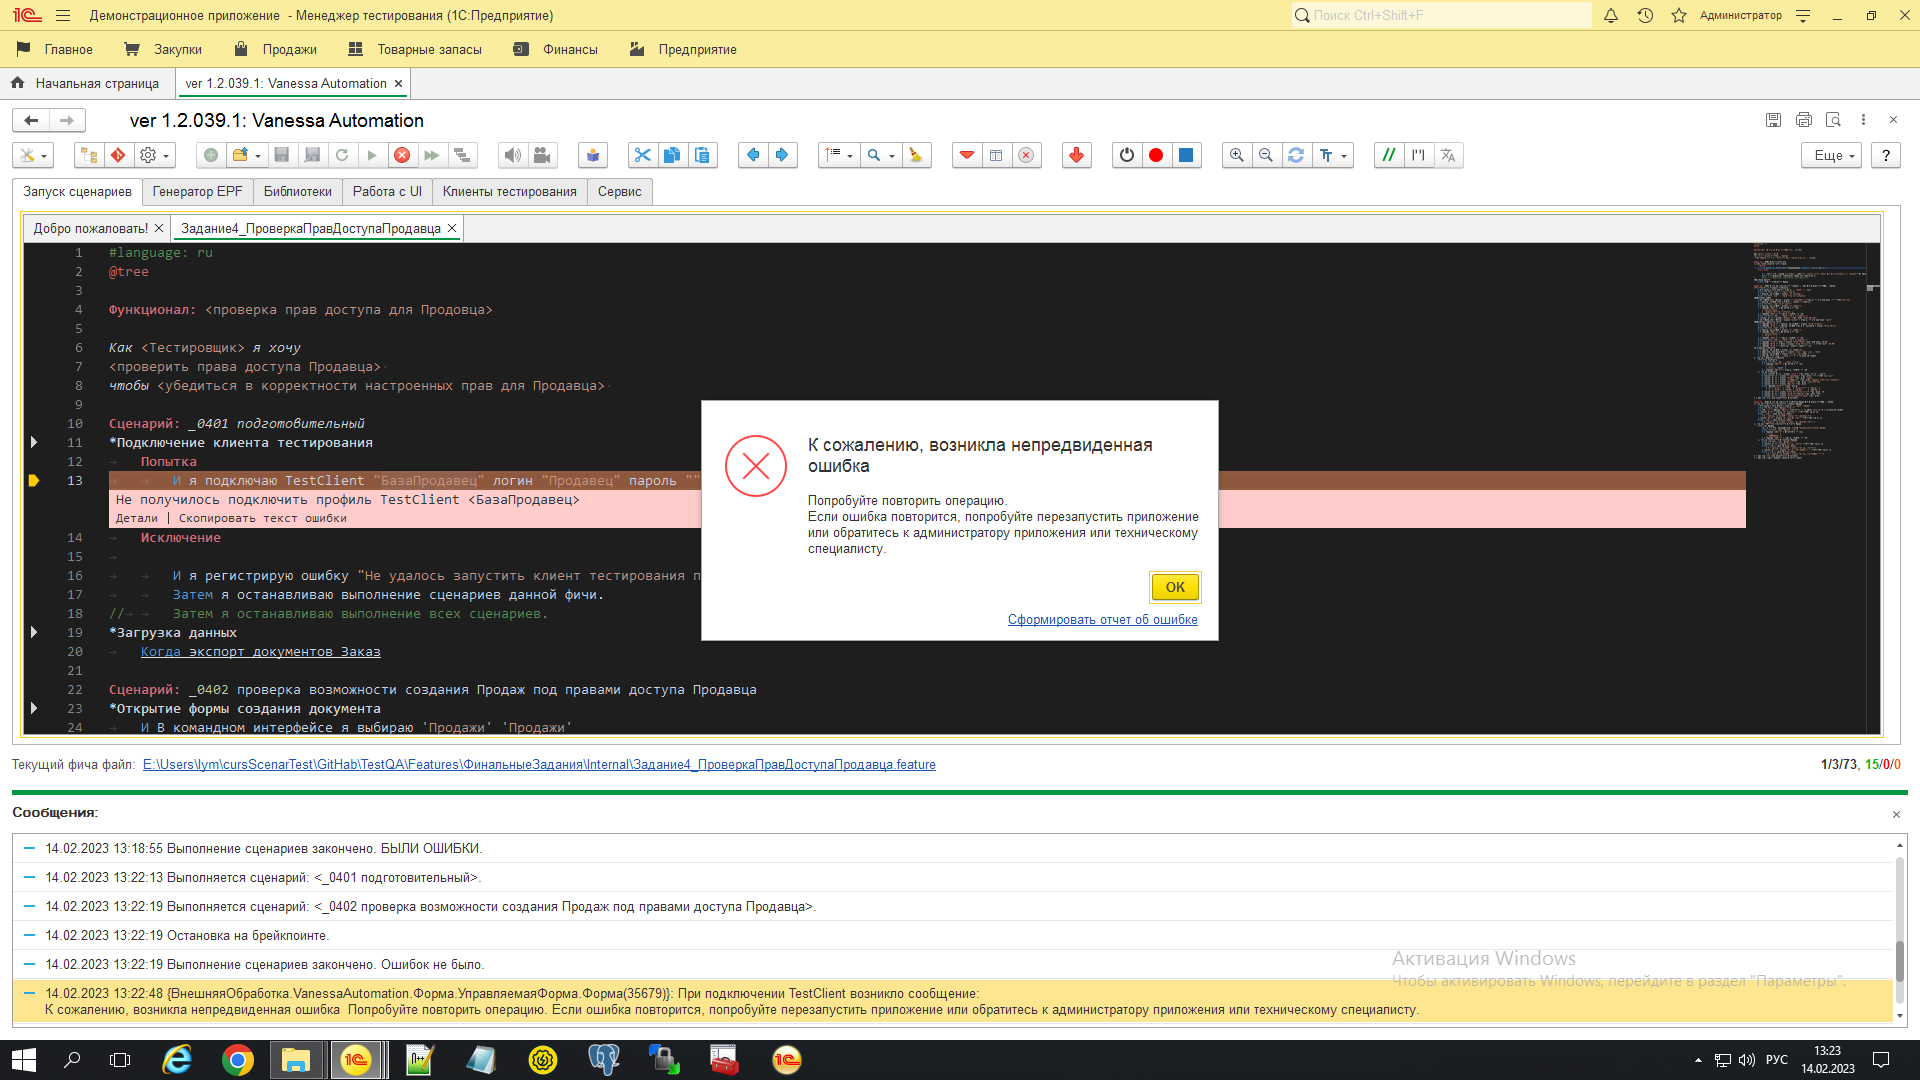 Демонстрационное приложение - Менеджер тестирования (1С:Предприятие)
Поиск Ctrl+Shift+F
Администратор
Главное
Закупки
Продажи
Товарные запасы
Финансы
Предприятие
Начальная страница
ver 1.2.039.1: Vanessa Automation
ver 1.2.039.1: Vanessa Automation
Еще
?
Запуск сценариев
Генератор EPF
Библиотеки
Работа с UI
Клиенты тестирования
Сервис
Добро пожаловать!
Задание4_ПроверкаПравДоступаПродавца
1 #language: ru
2 @tree
3
4 Функционал: <проверка прав доступа для Продовца>
5
6 Как <Тестировщик> я хочу
7 <проверить права доступа Продавца>
8 чтобы <убедиться в корректности настроенных прав для Продавца>
9
10 Сценарий: _0401 подготовительный
11 *Подключение клиента тестирования
12 Попытка
13 И я подключаю TestClient "БазаПродавец" логин "Продавец" пароль ""
Не получилось подключить профиль TestClient <БазаПродавец>
Детали | Скопировать текст ошибки
14 Исключение
15
16 И я регистрирую ошибку "Не удалось запустить клиент тестирования п
17 Затем я останавливаю выполнение сценариев данной фичи.
18 // Затем я останавливаю выполнение всех сценариев.
19 *Загрузка данных
20 Когда экспорт документов Заказ
21
22 Сценарий: _0402 проверка возможности создания Продаж под правами доступа Продавца
23 *Открытие формы создания документа
24 И В командном интерфейсе я выбираю 'Продажи' 'Продажи'
К сожалению, возникла непредвиденная
ошибка
Попробуйте повторить операцию.
Если ошибка повторится, попробуйте перезапустить приложение
или обратитесь к администратору приложения или техническому
специалисту.
ОК
Сформировать отчет об ошибке
Текущий фича файл: E:\Users\lym\cursScenarTest\GitHab\TestQA\Features\ФинальныеЗадания\Internal\Задание4_ПроверкаПравДоступаПродавца.feature
1/3/73, 15/0/0
Сообщения:
14.02.2023 13:18:55 Выполнение сценариев закончено. БЫЛИ ОШИБКИ.
14.02.2023 13:22:13 Выполняется сценарий: <_0401 подготовительный>.
14.02.2023 13:22:19 Выполняется сценарий: <_0402 проверка возможности создания Продаж под правами доступа Продавца>.
14.02.2023 13:22:19 Остановка на брейкпоинте.
14.02.2023 13:22:19 Выполнение сценариев закончено. Ошибок не было.
14.02.2023 13:22:48 {ВнешняяОбработка.VanessaAutomation.Форма.УправляемаяФорма.Форма(35679)}: При подключении TestClient возникло сообщение:
К сожалению, возникла непредвиденная ошибка Попробуйте повторить операцию. Если ошибка повторится, попробуйте перезапустить приложение или обратитесь к администратору приложения или техническому специалисту.
Активация Windows
Чтобы активировать Windows, перейдите в раздел "Параметры".
РУС
13:23
14.02.2023